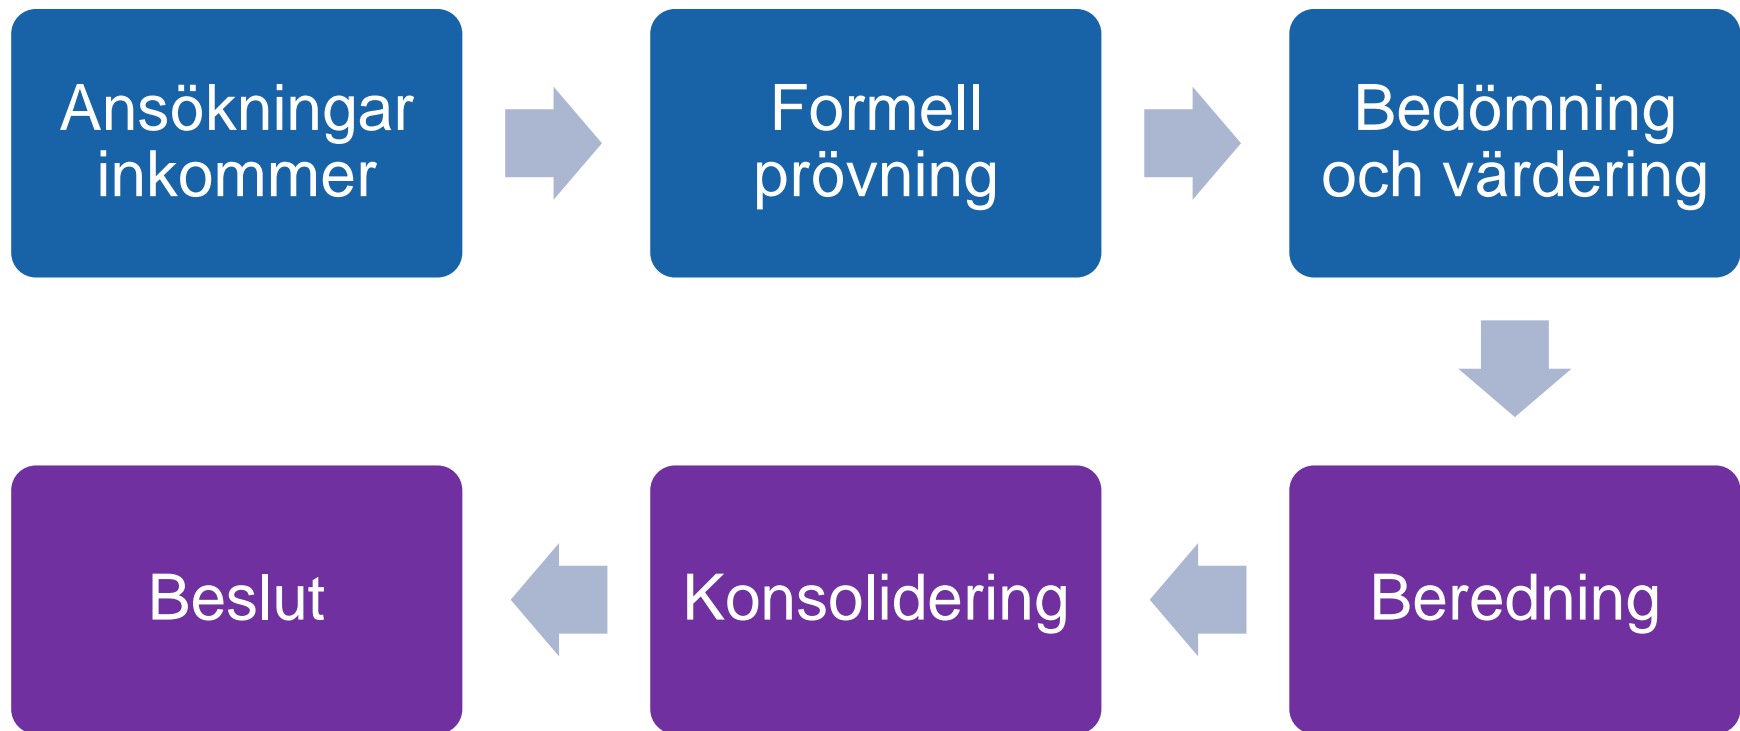 Ansökningar
inkommer
Formell
prövning
Bedömning
och värdering
Beredning
Konsolidering
Beslut